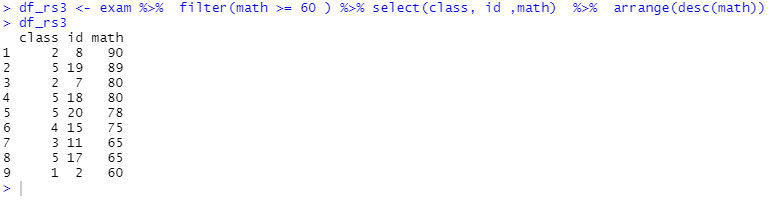 > df_rs3 <- exam %>%  filter(math >= 60 ) %>% select(class, id ,math)  %>%  arrange(desc(math))
> df_rs3
  class id math
1     2  8   90
2     5 19   89
3     2  7   80
4     5 18   80
5     5 20   78
6     4 15   75
7     3 11   65
8     5 17   65
9     1  2   60
>